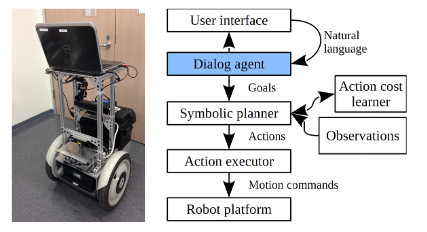 User interface
Natural
language
Dialog agent
Goals
Action cost
learner
Symbolic planner
Observations
Actions
Action executor
Motion commands
Robot platform